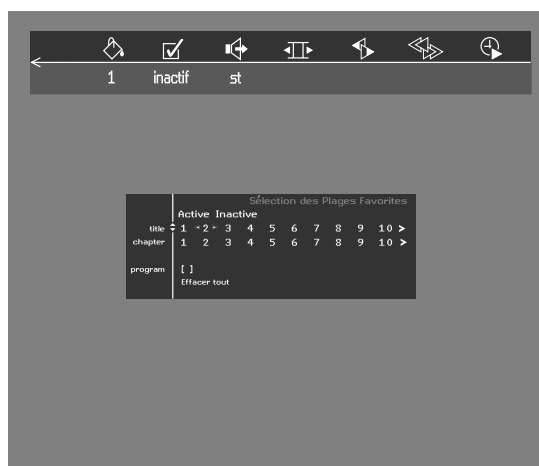 1 inactif st
Sélection des Plages Favorites
Active Inactive
title 1 2 3 4 5 6 7 8 9 10 >
chapter 1 2 3 4 5 6 7 8 9 10 >
program [ ]
Effacer tout